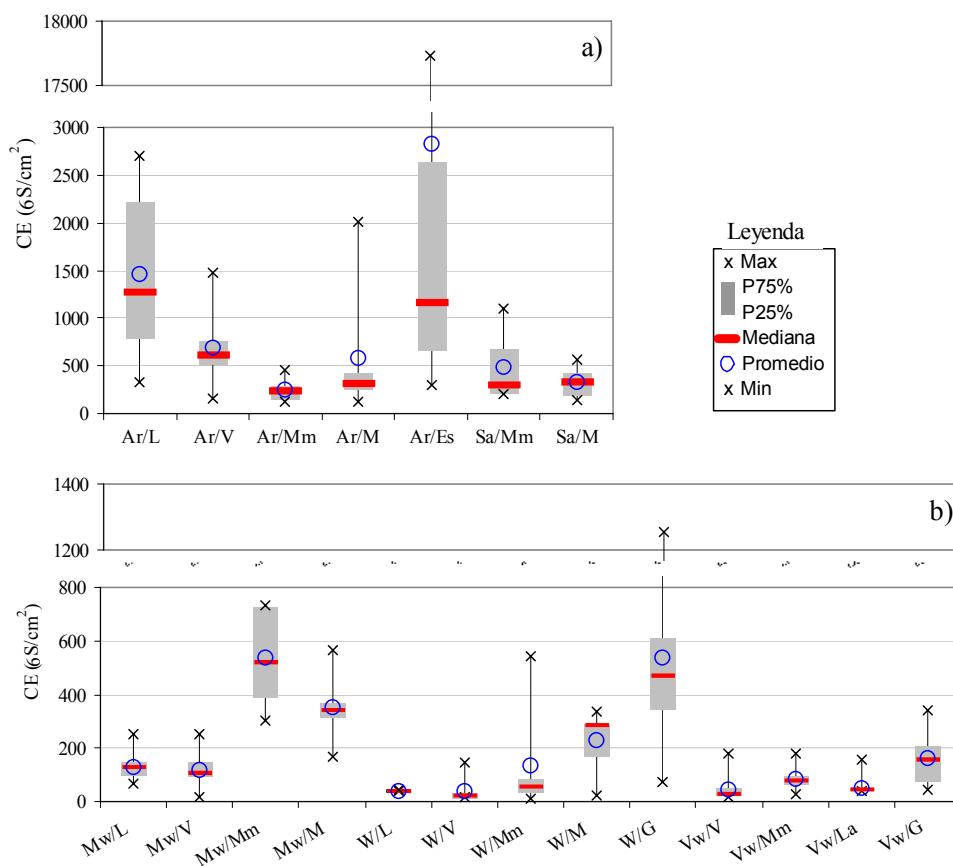 18000
a)
17500
3000
2500
2000
1500
1000
500
0
CE (6S/cm²)
Ar/L Ar/V Ar/Mm Ar/M Ar/Es Sa/Mm Sa/M
Leyenda
x Max
P75%
P25%
Mediana
Promedio
x Min
1400
b)
1200
800
600
400
200
0
CE (6S/cm²)
Mw/L Mw/V Mw/Mm Mw/M W/L W/V W/Mm W/M W/G Vw/V Vw/Mm Vw/La Vw/G